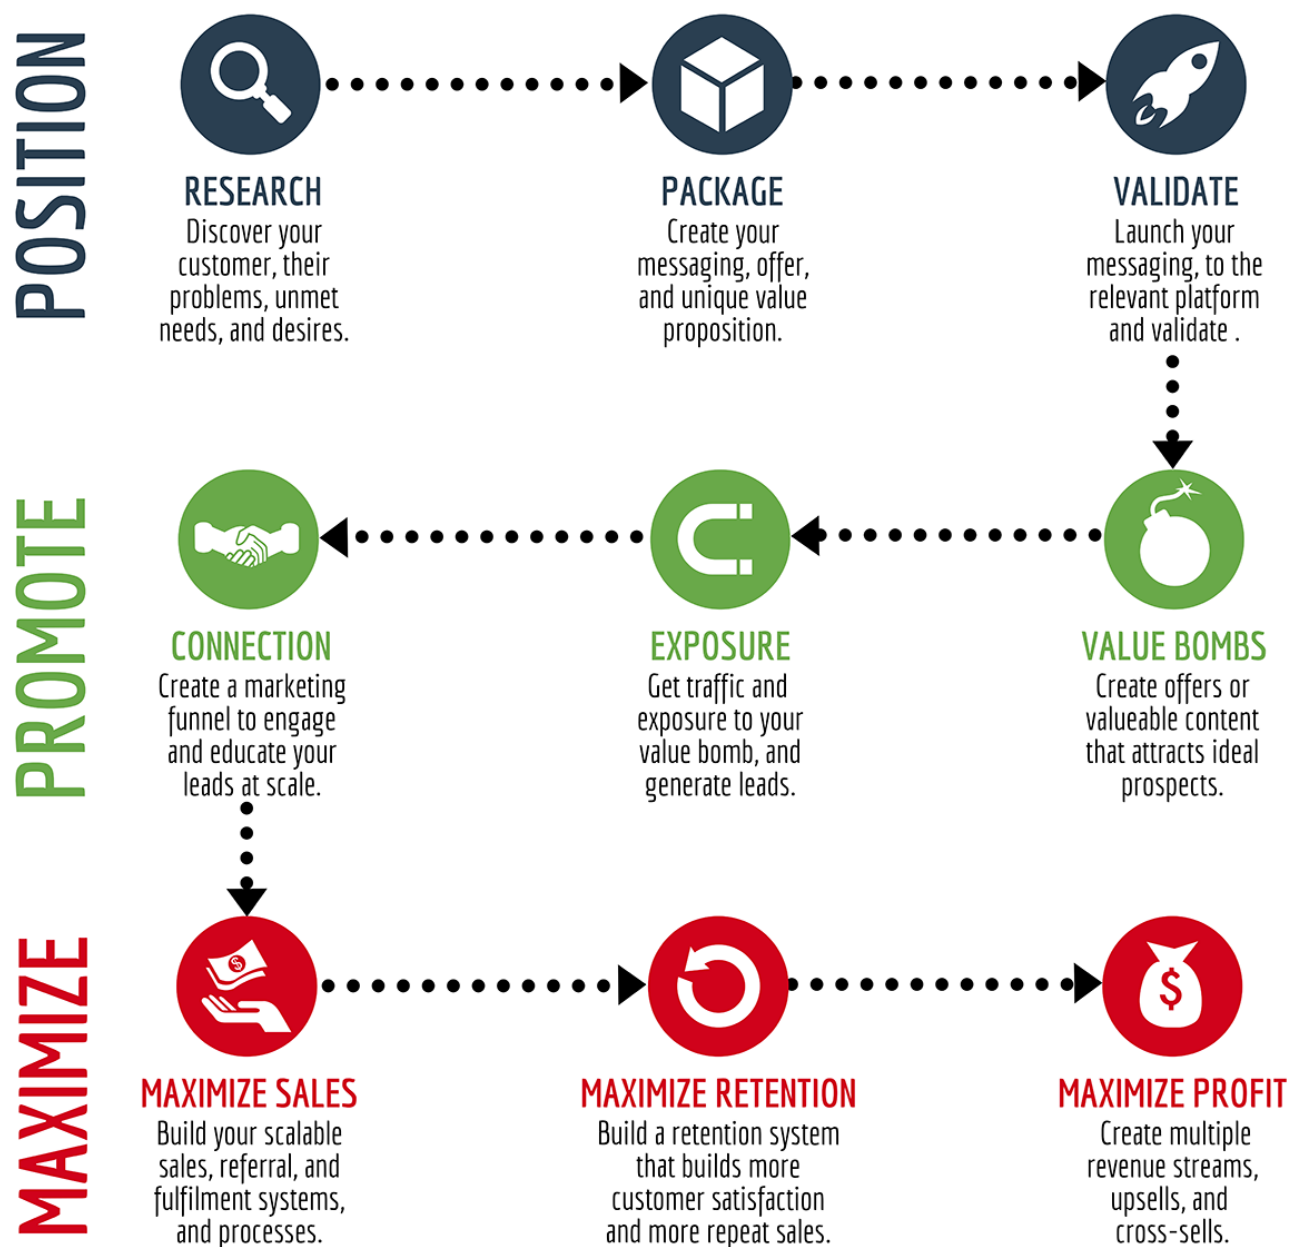 POSITION
RESEARCH
Discover your
customer, their
problems, unmet
needs, and desires.
PACKAGE
Create your
messaging, offer,
and unique value
proposition.
VALIDATE
Launch your
messaging, to the
relevant platform
and validate .
PROMOTE
CONNECTION
Create a marketing
funnel to engage
and educate your
leads at scale.
EXPOSURE
Get traffic and
exposure to your
value bomb, and
generate leads.
VALUE BOMBS
Create offers or
valueable content
that attracts ideal
prospects.
MAXIMIZE
$
MAXIMIZE SALES
Build your scalable
sales, referral, and
fulfilment systems,
and processes.
MAXIMIZE RETENTION
Build a retention system
that builds more
customer satisfaction
and more repeat sales.
$
MAXIMIZE PROFIT
Create multiple
revenue streams,
upsells, and
cross-sells.